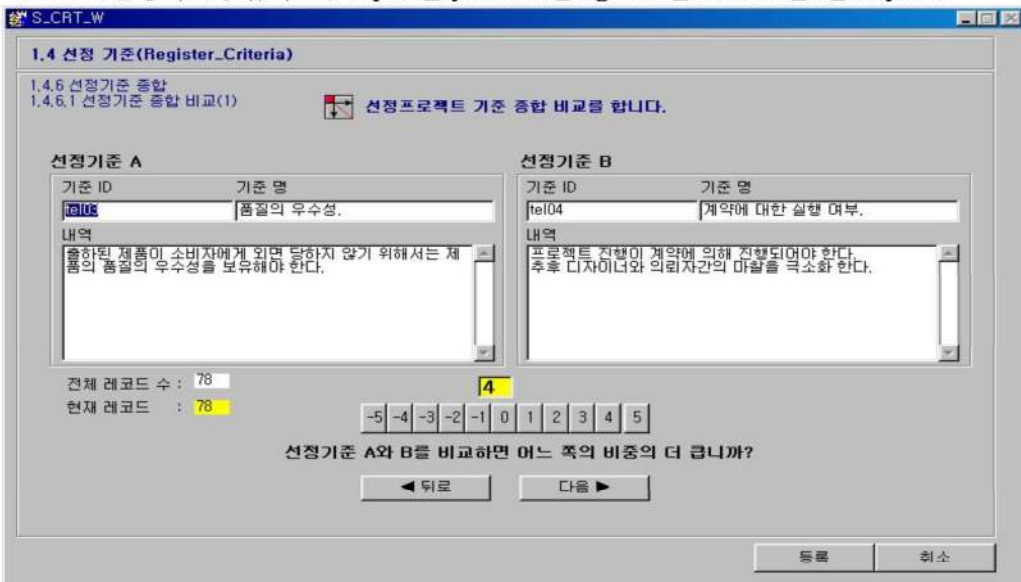 S_CRT_W
1.4 선정 기준(Register_Criteria)
1.4.6 선정기준 종합
1.4.6.1 선정기준 종합 비교(1)
선정프로젝트 기준 종합 비교를 합니다.
선정기준 A
기준 ID 기준 명
tel05 품질의 우수성.
내역
출하된 제품이 소비자에게 외면 당하지 않기 위해서는 제
품의 품질의 우수성을 보유해야 한다.
선정기준 B
기준 ID 기준 명
tel04 계약에 대한 실행 여부.
내역
프로젝트 진행이 계약에 의해 진행되어야 한다.
추후 디자이너와 의뢰자간의 마찰을 극소화 한다.
전체 레코드 수 : 78
현재 레코드 : 78
4
-5 -4 -3 -2 -1 0 1 2 3 4 5
선정기준 A와 B를 비교하면 어느 쪽의 비중의 더 큽니까?
◀ 뒤로 다음 ▶
등록 취소